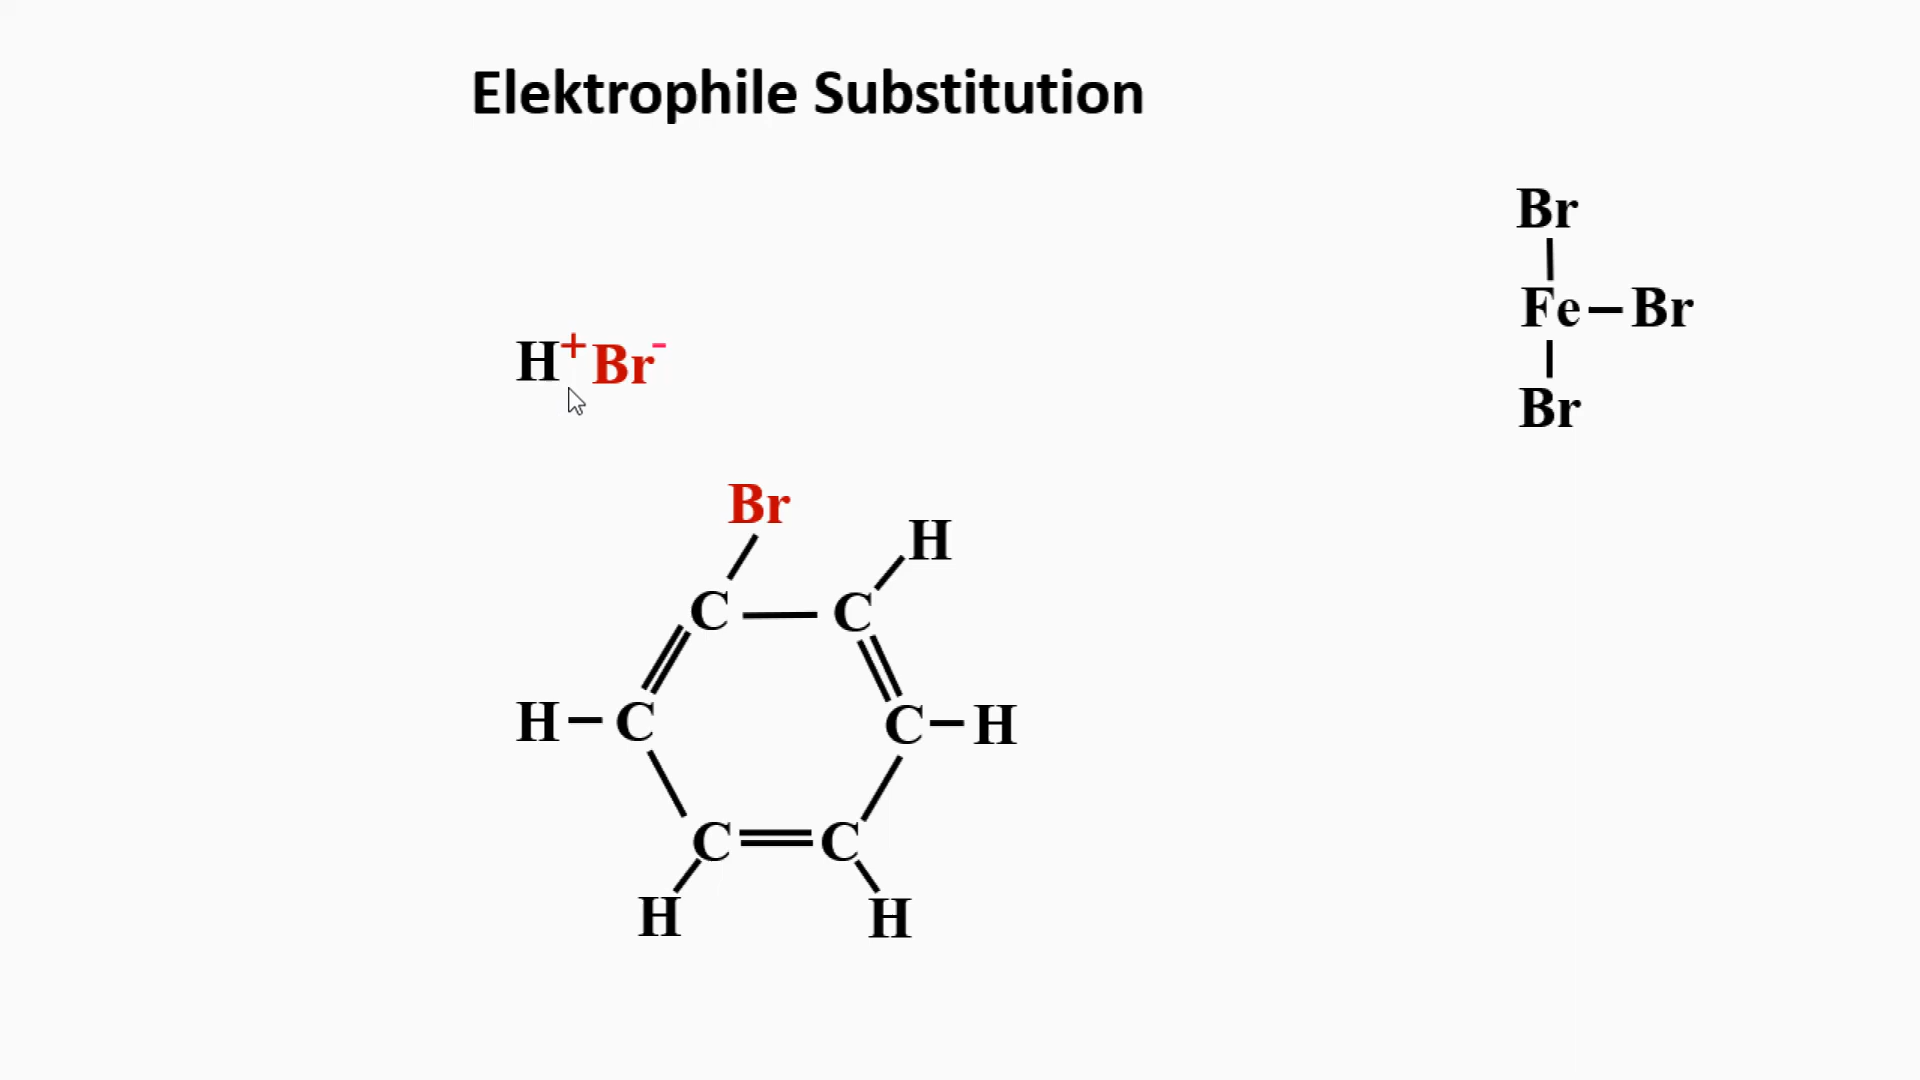 Elektrophile Substitution
Br
Fe–Br
Br
H⁺Br⁻
Br
H
C C
H–C C–H
C C
H H